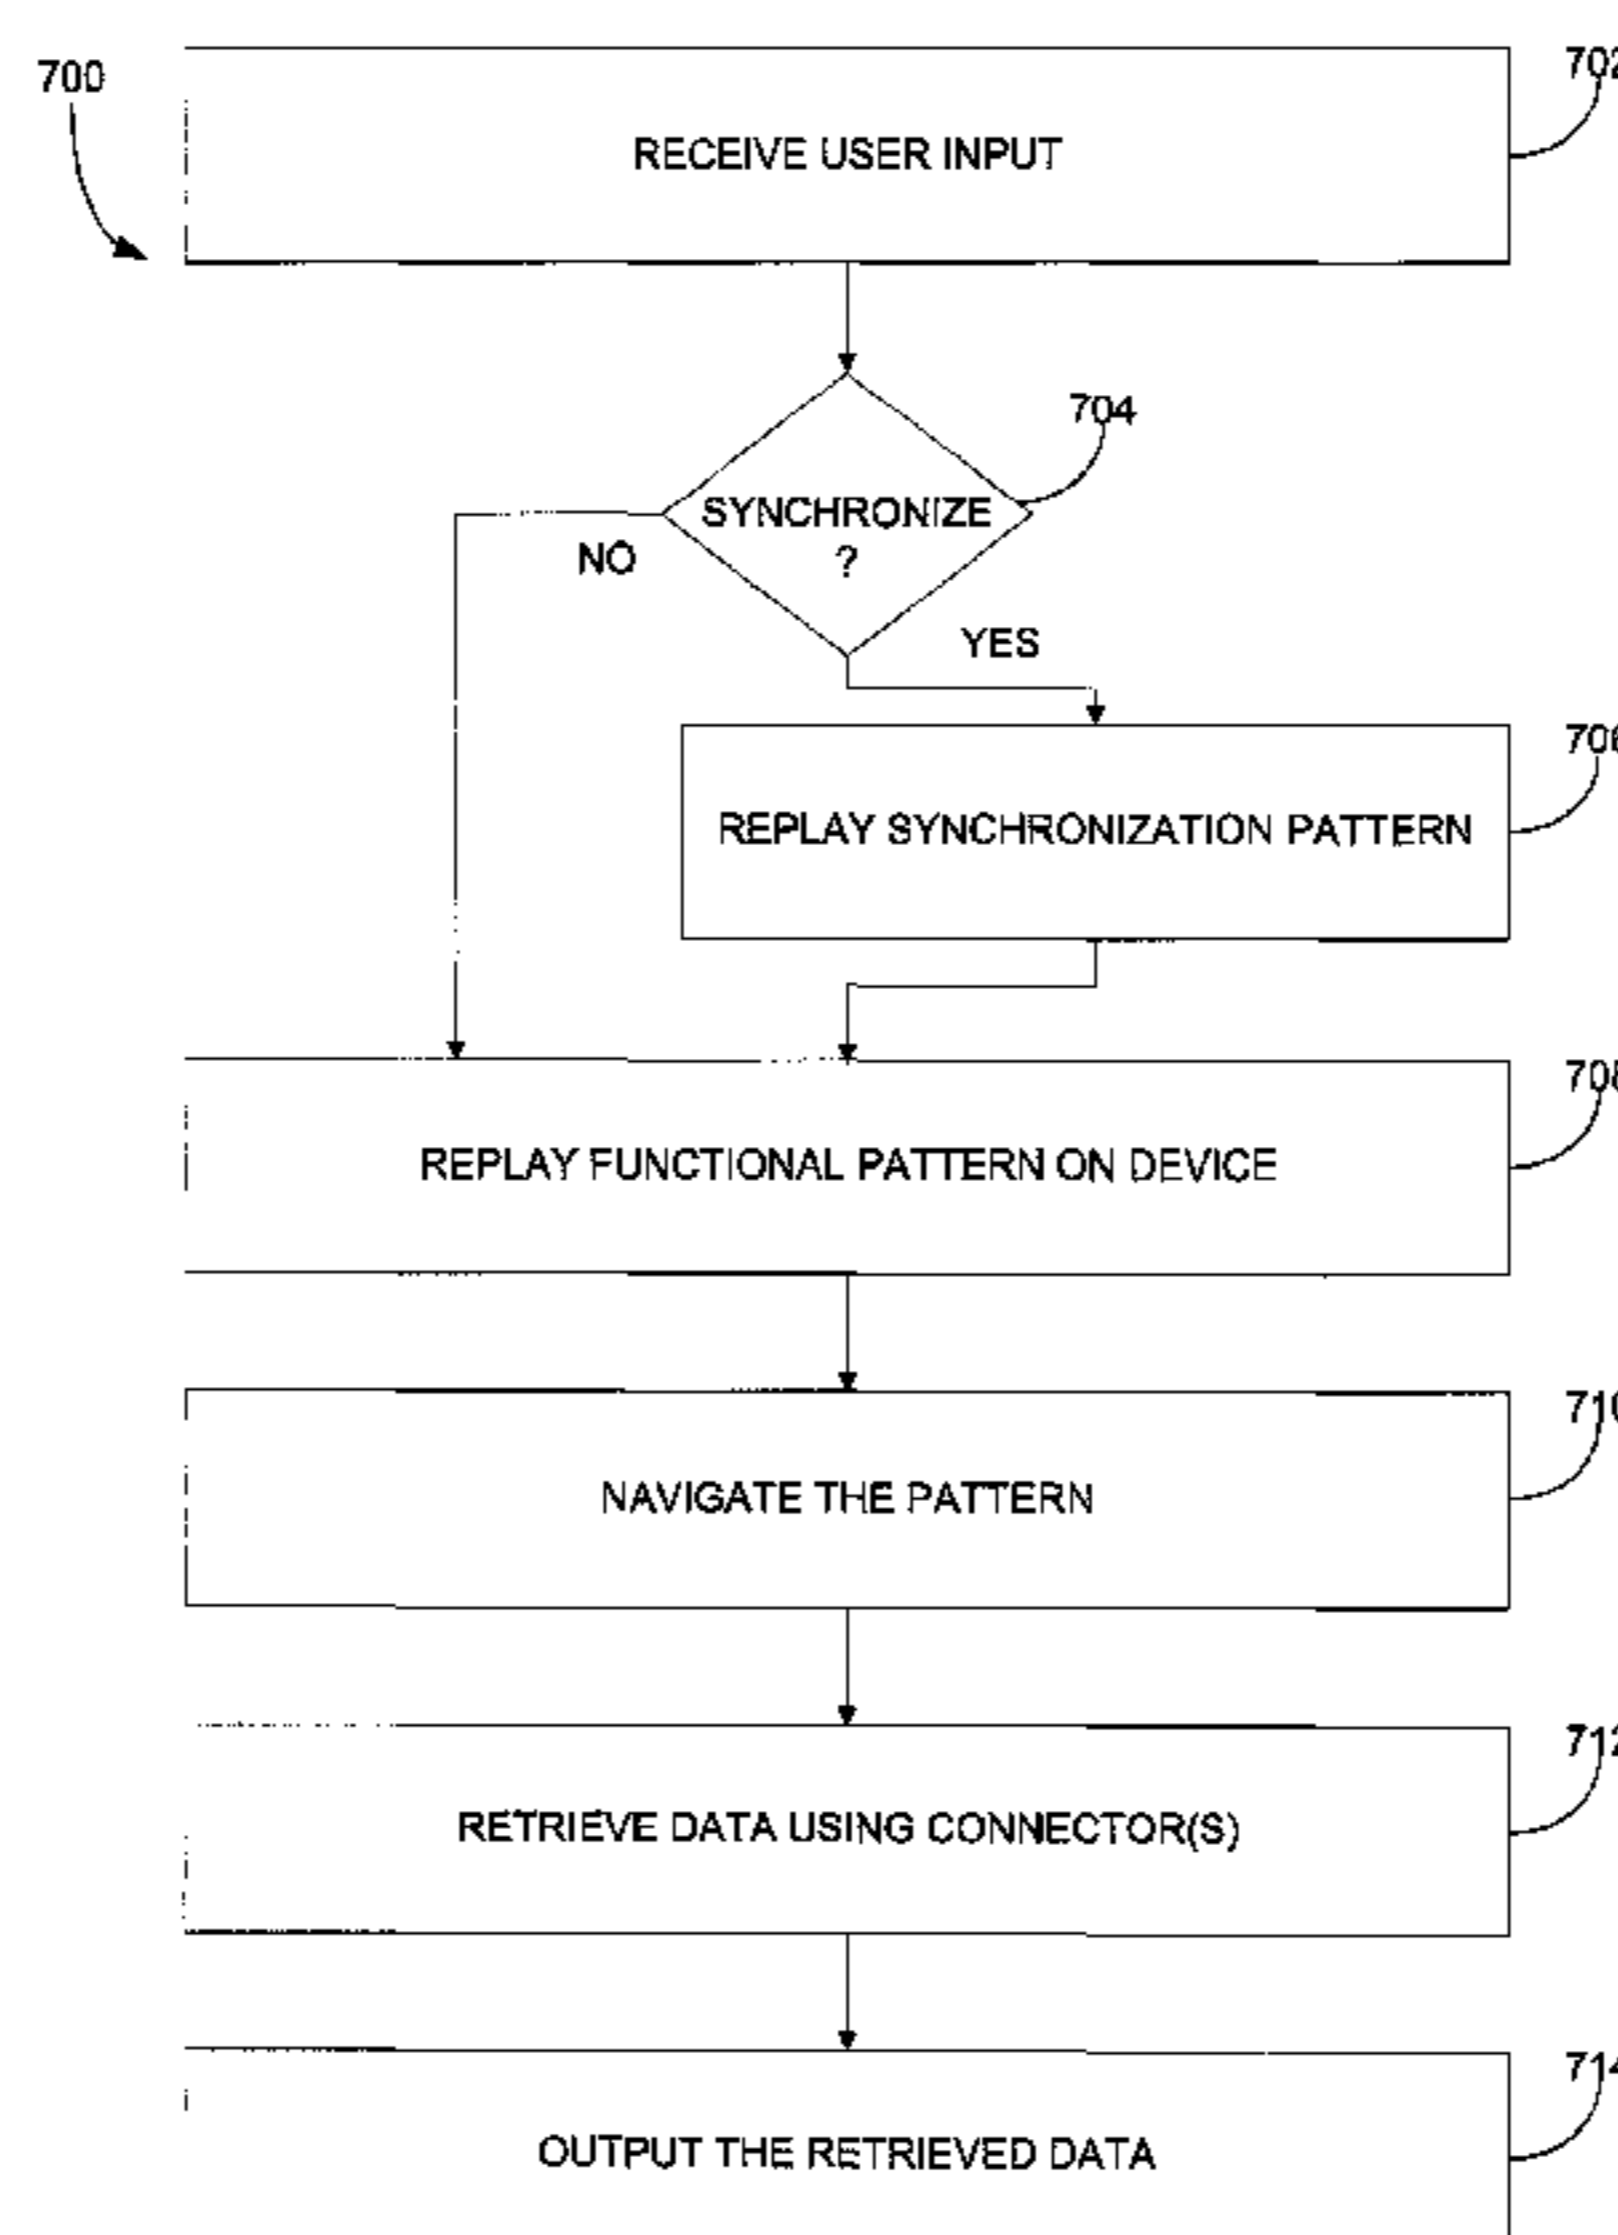 700
702
RECEIVE USER INPUT
704
SYNCHRONIZE
?
NO
YES
706
REPLAY SYNCHRONIZATION PATTERN
708
REPLAY FUNCTIONAL PATTERN ON DEVICE
710
NAVIGATE THE PATTERN
712
RETRIEVE DATA USING CONNECTOR(S)
714
OUTPUT THE RETRIEVED DATA